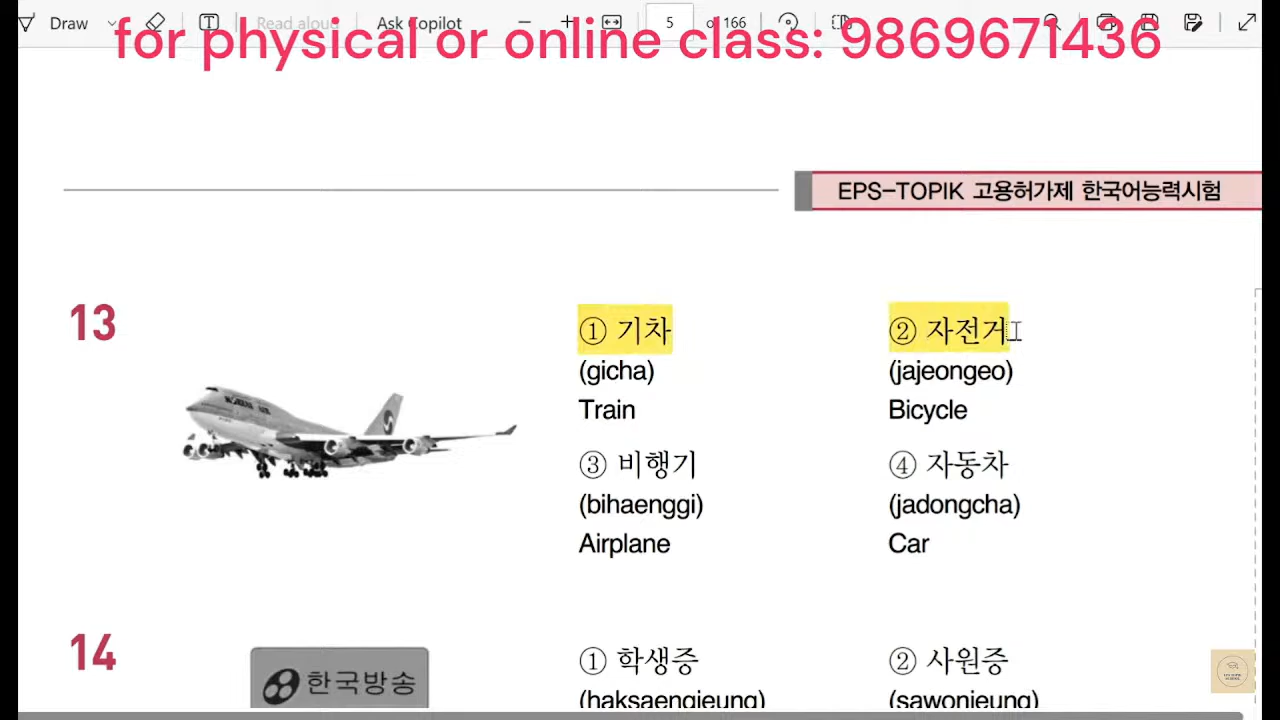 Draw
Read aloud
Ask Copilot
5
of 166
for physical or online class: 9869671436
EPS-TOPIK 고용허가제 한국어능력시험
13
① 기차
(gicha)
Train
② 자전거
(jajeongeo)
Bicycle
③ 비행기
(bihaenggi)
Airplane
④ 자동차
(jadongcha)
Car
14
한국방송
① 학생증
(haksaengjeung)
② 사원증
(sawonjeung)